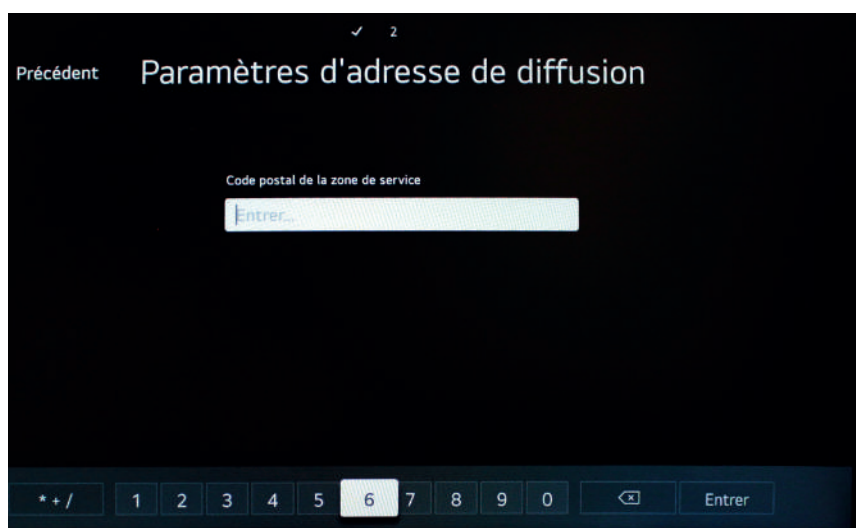 ✓ 2
Précédent
Paramètres d'adresse de diffusion
Code postal de la zone de service
Entrer...
* + / 1 2 3 4 5 6 7 8 9 0 Entrer